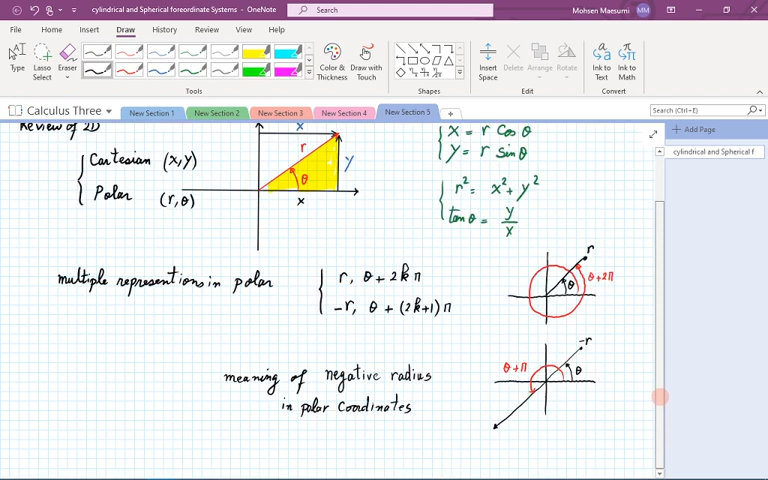 cylindrical and Spherical foreordinate Systems - OneNote
Search
Mohsen Maesumi MM
File Home Insert Draw History Review View Help
Type
Lasso Select
Eraser
Color & Thickness
Draw with Touch
Insert Space
Delete
Arrange
Ink to Text
Ink to Math
Tools
Shapes
Edit
Convert
Calculus Three
New Section 1
New Section 2
New Section 3
New Section 4
New Section 5
+
Search (Ctrl+E)
Add Page
cylindrical and Spherical f
Review of 2D
Cartesian (x,y)
Polar (r,θ)
x
r
y
θ
x
x = r Cos θ
y = r sin θ
r² = x² + y²
tan θ = y/x
multiple represention s in polar
r, θ + 2kπ
-r, θ + (2k+1)π
r
θ
θ+2π
meaning of negative radius
in polar Coordinates
-r
θ
θ+π